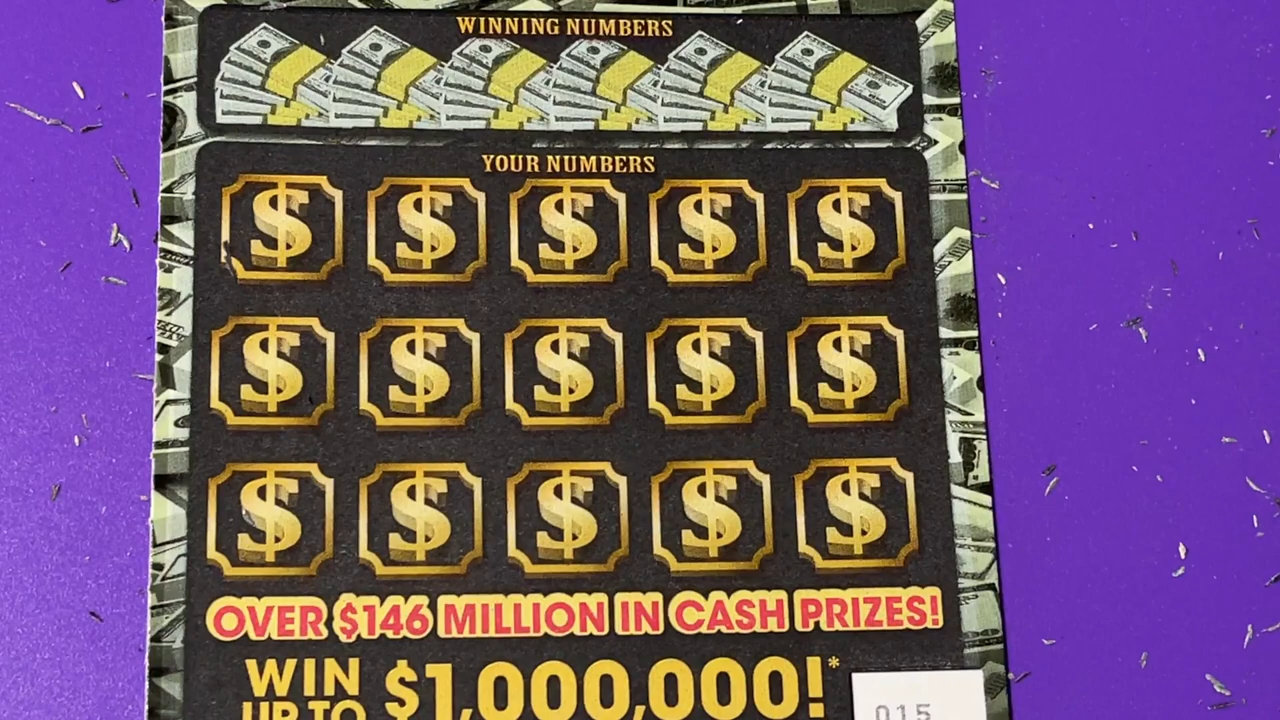 WINNING NUMBERS
YOUR NUMBERS
$ $ $ $ $
$ $ $ $ $
$ $ $ $ $
OVER $146 MILLION IN CASH PRIZES!
WIN
UP TO
$1,000,000!*
015